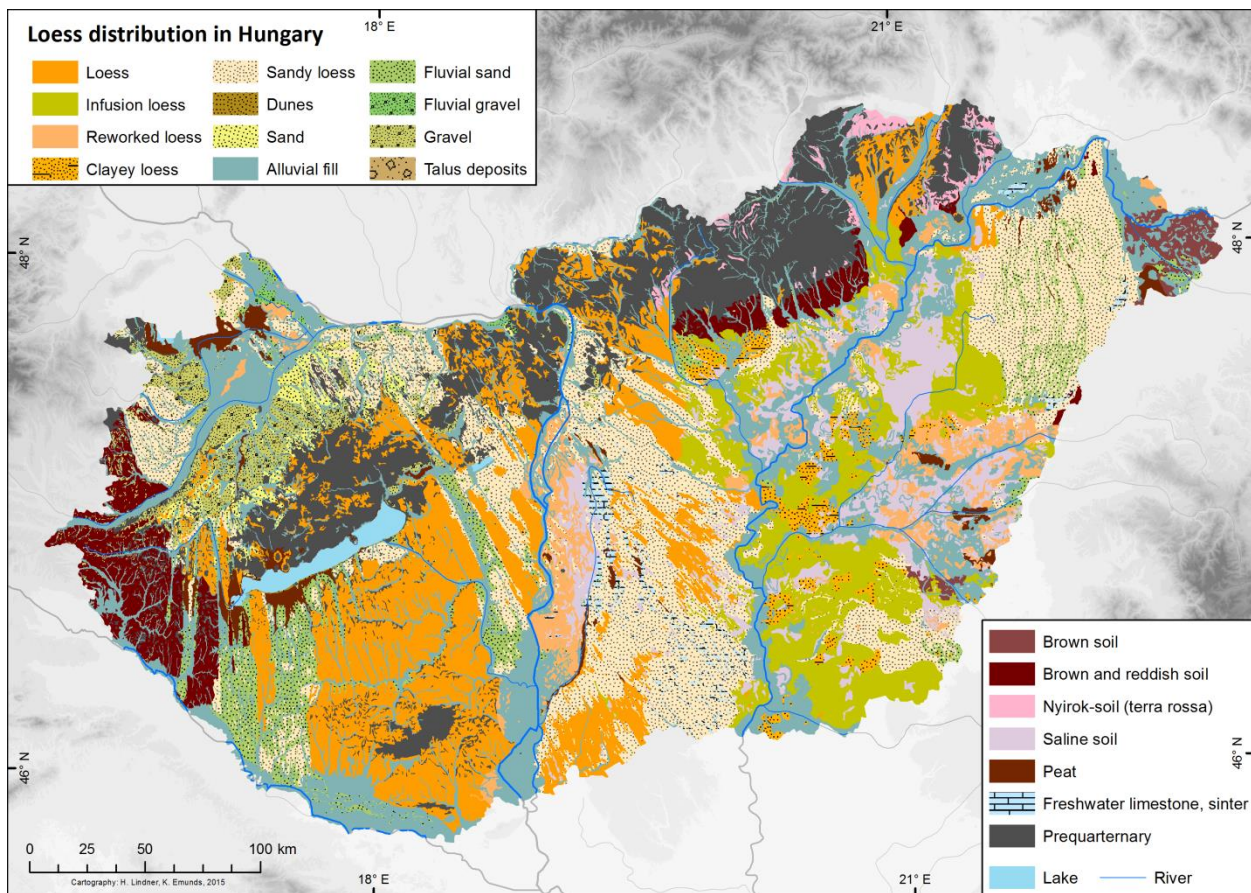 18° E
21° E
Loess distribution in Hungary
Loess
Infusion loess
Reworked loess
Clayey loess
Sandy loess
Dunes
Sand
Alluvial fill
Fluvial sand
Fluvial gravel
Gravel
Talus deposits
48° N
48° N
46° N
46° N
Brown soil
Brown and reddish soil
Nyirok-soil (terra rossa)
Saline soil
Peat
Freshwater limestone, sinter
Prequarternary
Lake
River
0 25 50 100 km
Cartography: H. Lindner, K. Emunds, 2015
18° E
21° E